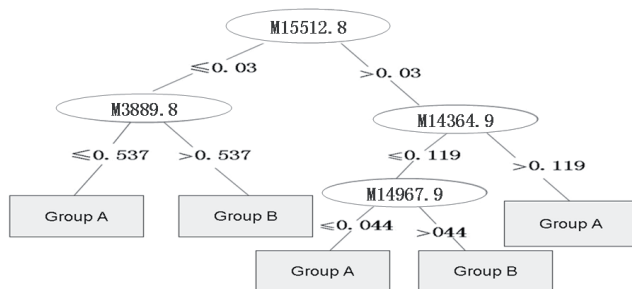 M15512.8
≤0.03
>0.03
M3889.8
M14364.9
≤0.537
>0.537
≤0.119
>0.119
M14967.9
Group A
Group B
Group A
≤0.044
>044
Group A
Group B